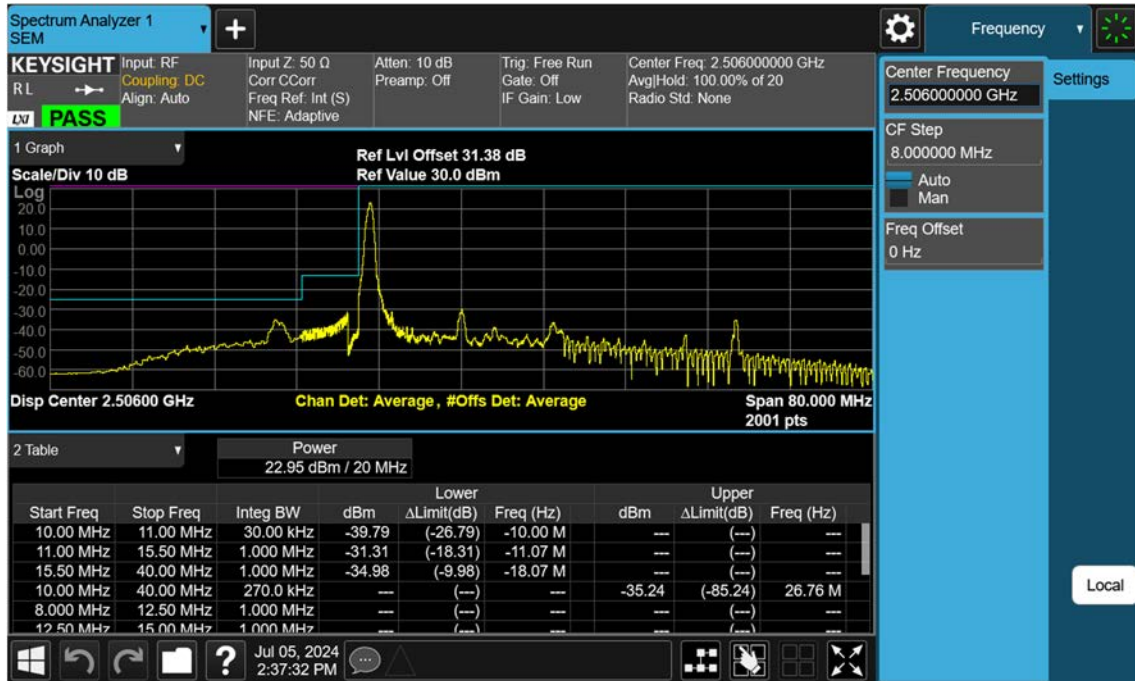 Spectrum Analyzer 1
SEM
Frequency
KEYSIGHT
RL
LXI
PASS
Input: RF
Coupling: DC
Align: Auto
Input Z: 50 Ω
Corr CCorr
Freq Ref: Int (S)
NFE: Adaptive
Atten: 10 dB
Preamp: Off
Trig: Free Run
Gate: Off
IF Gain: Low
Center Freq: 2.506000000 GHz
Avg|Hold: 100.00% of 20
Radio Std: None
Center Frequency
2.506000000 GHz
Settings
CF Step
8.000000 MHz
Auto
Man
Freq Offset
0 Hz
Local
1 Graph
Scale/Div 10 dB
Ref Lvl Offset 31.38 dB
Ref Value 30.0 dBm
Log
20.0
10.0
0.00
-10.0
-20.0
-30.0
-40.0
-50.0
-60.0
Disp Center 2.50600 GHz
Chan Det: Average, #Offs Det: Average
Span 80.000 MHz
2001 pts
2 Table
Power
22.95 dBm / 20 MHz
Lower Upper
Start Freq Stop Freq Integ BW dBm ΔLimit(dB) Freq (Hz) dBm ΔLimit(dB) Freq (Hz)
10.00 MHz 11.00 MHz 30.00 kHz -39.79 (-26.79) -10.00 M --- (---) ---
11.00 MHz 15.50 MHz 1.000 MHz -31.31 (-18.31) -11.07 M --- (---) ---
15.50 MHz 40.00 MHz 1.000 MHz -34.98 (-9.98) -18.07 M --- (---) ---
10.00 MHz 40.00 MHz 270.0 kHz --- (---) --- -35.24 (-85.24) 26.76 M
8.000 MHz 12.50 MHz 1.000 MHz --- (---) --- --- (---) ---
12.50 MHz 15.00 MHz 1.000 MHz --- (---) --- --- (---) ---
Jul 05, 2024
2:37:32 PM